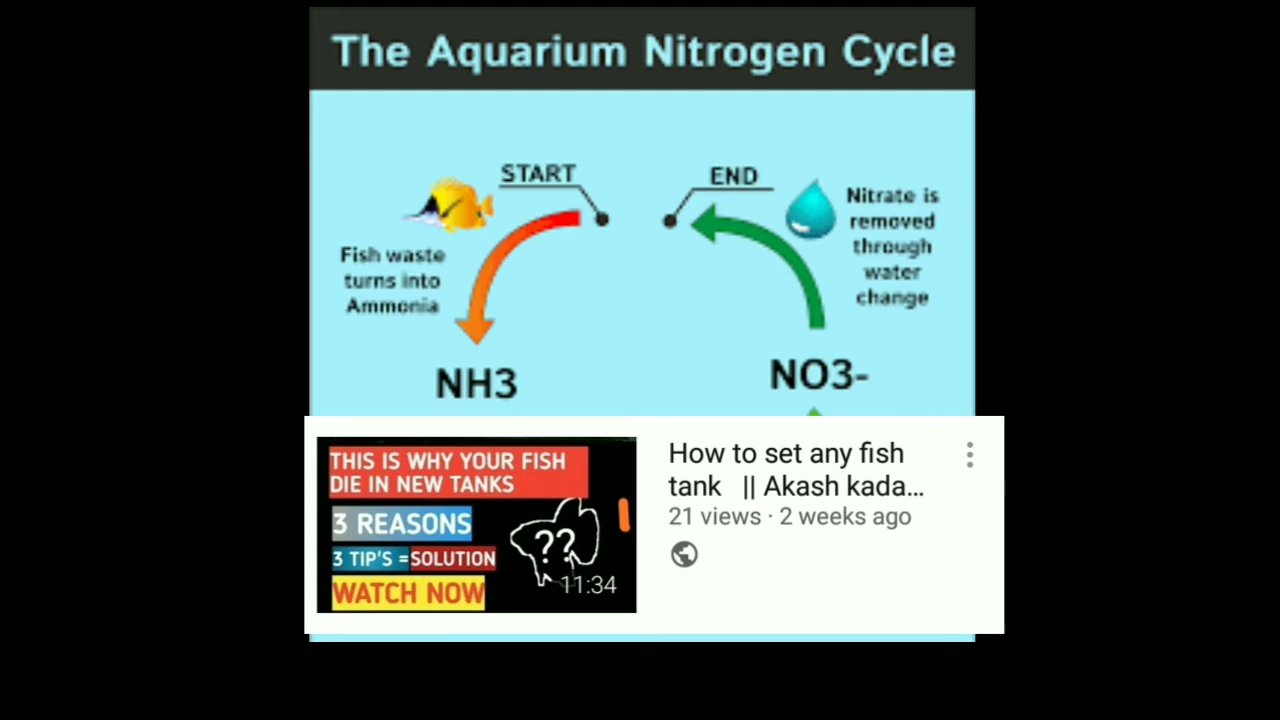 The Aquarium Nitrogen Cycle
START
END
Fish waste
turns into
Ammonia
Nitrate is
removed
through
water
change
NH3
NO3-
THIS IS WHY YOUR FISH
DIE IN NEW TANKS
3 REASONS
3 TIP'S =SOLUTION
WATCH NOW
??
11:34
How to set any fish
tank || Akash kada...
21 views · 2 weeks ago